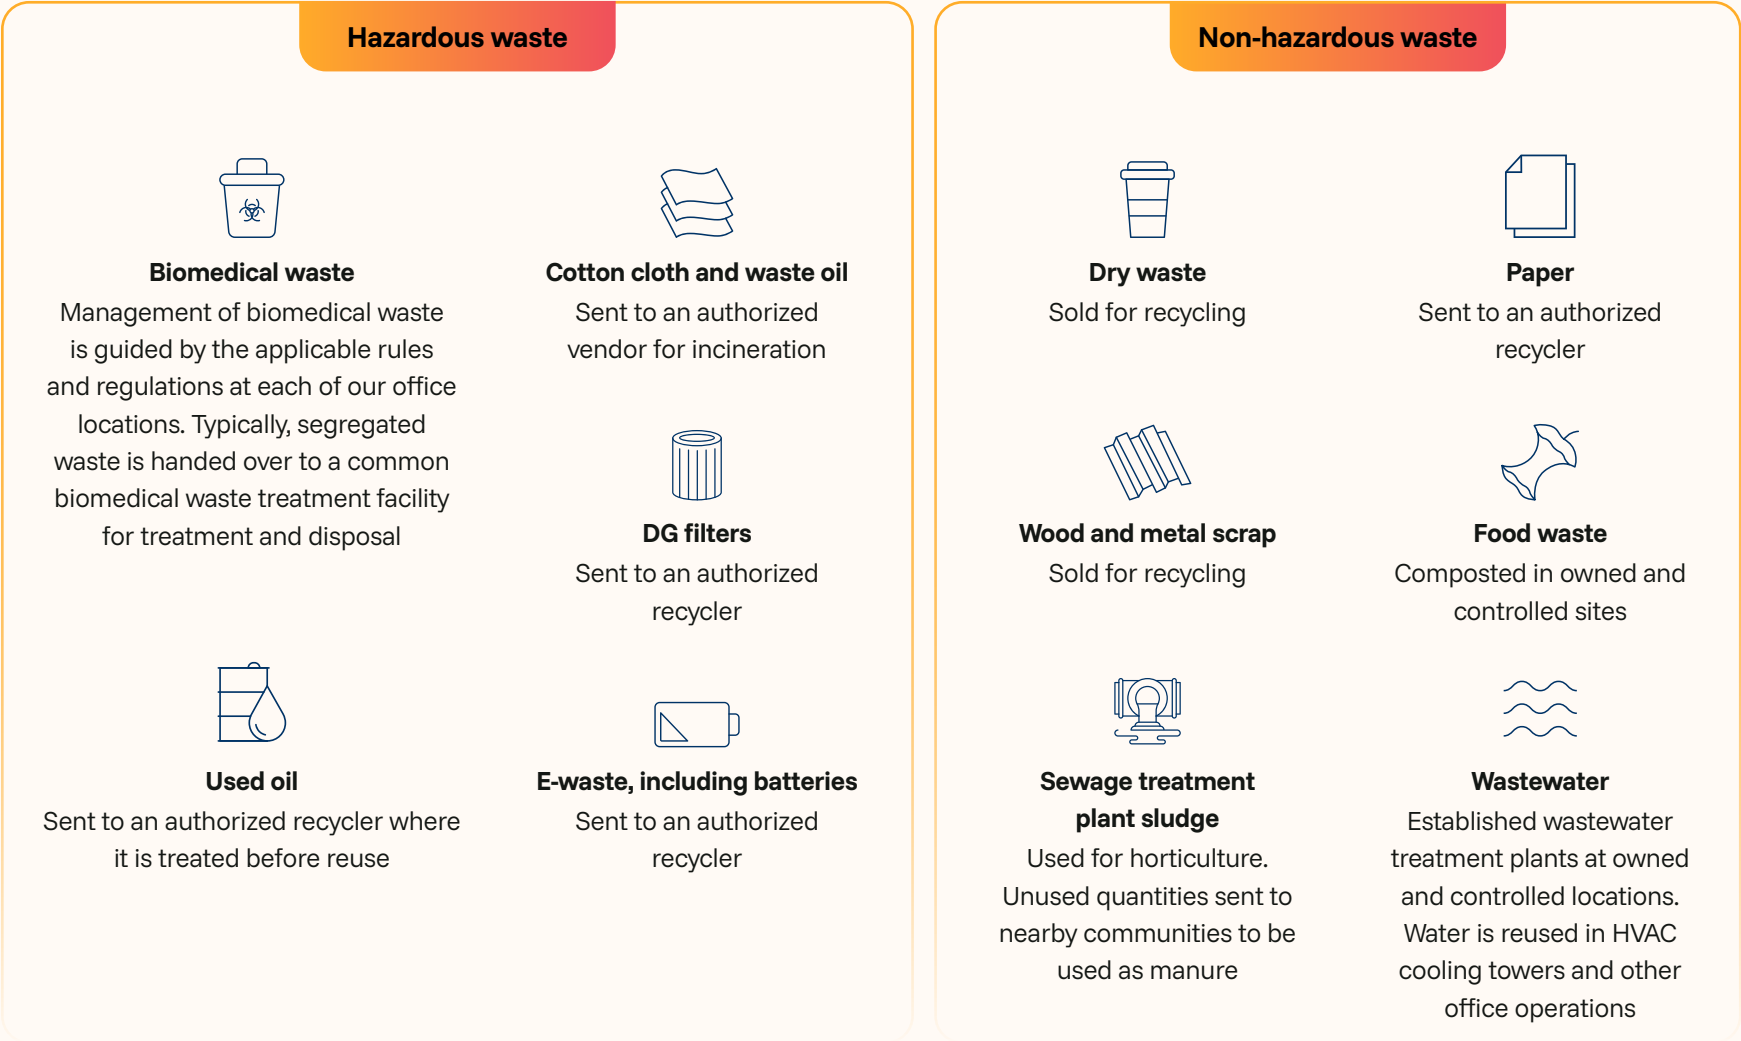 Hazardous waste
Biomedical waste
Management of biomedical waste
is guided by the applicable rules
and regulations at each of our office
locations. Typically, segregated
waste is handed over to a common
biomedical waste treatment facility
for treatment and disposal
Cotton cloth and waste oil
Sent to an authorized
vendor for incineration
DG filters
Sent to an authorized
recycler
Used oil
Sent to an authorized recycler where
it is treated before reuse
E-waste, including batteries
Sent to an authorized
recycler
Non-hazardous waste
Dry waste
Sold for recycling
Paper
Sent to an authorized
recycler
Wood and metal scrap
Sold for recycling
Food waste
Composted in owned and
controlled sites
Sewage treatment
plant sludge
Used for horticulture.
Unused quantities sent to
nearby communities to be
used as manure
Wastewater
Established wastewater
treatment plants at owned
and controlled locations.
Water is reused in HVAC
cooling towers and other
office operations